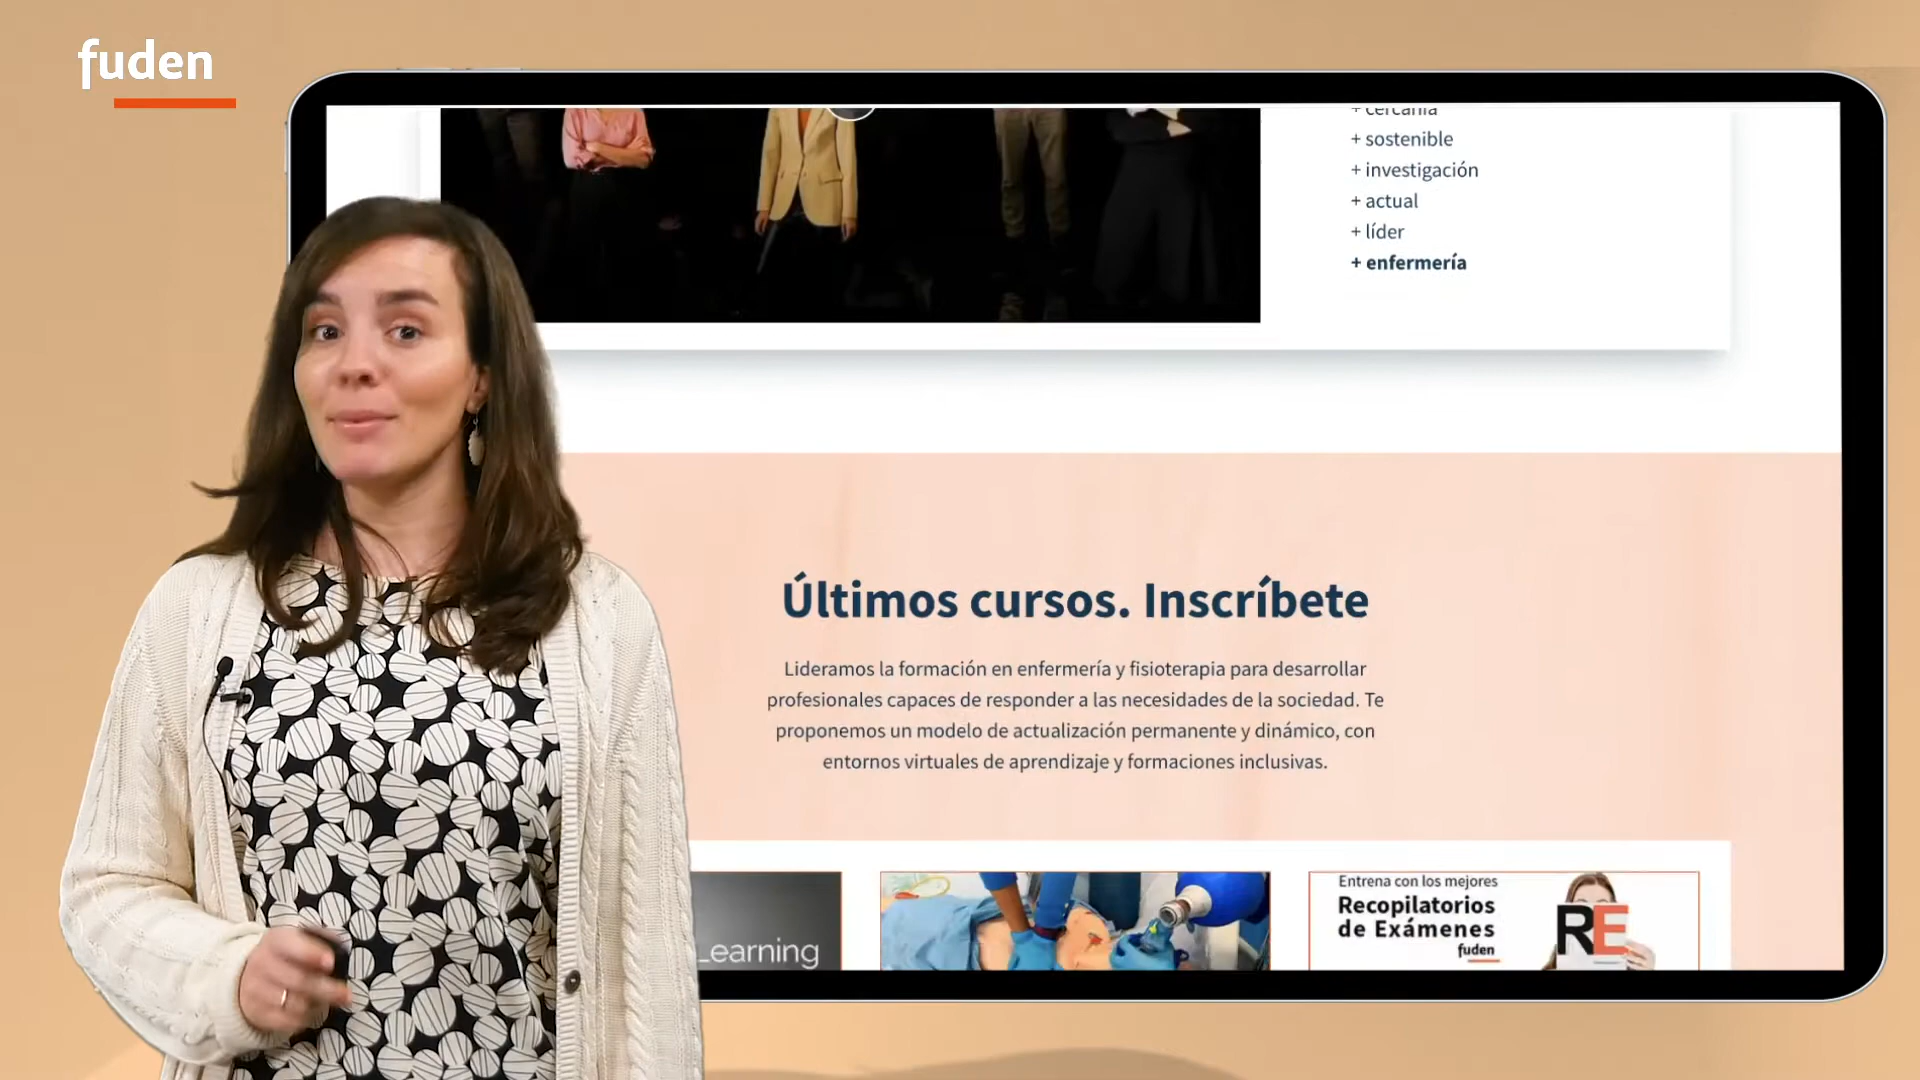 fuden
+ cercanía
+ sostenible
+ investigación
+ actual
+ líder
+ enfermería
Últimos cursos. Inscríbete
Lideramos la formación en enfermería y fisioterapia para desarrollar
profesionales capaces de responder a las necesidades de la sociedad. Te
proponemos un modelo de actualización permanente y dinámico, con
entornos virtuales de aprendizaje y formaciones inclusivas.
Learning
Entrena con los mejores
Recopilatorios
de Exámenes
fuden
RE